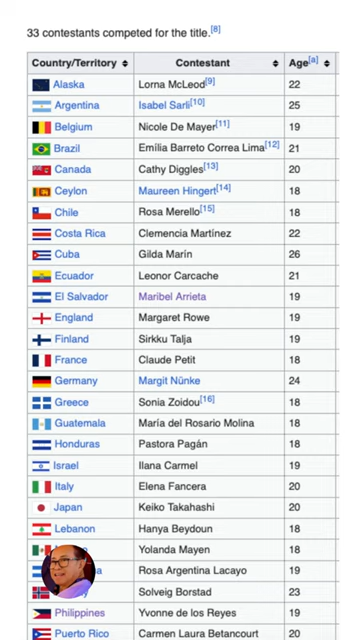 33 contestants competed for the title.[8]
Country/Territory Contestant Age[a]
Alaska Lorna McLeod[9] 22
Argentina Isabel Sarli[10] 25
Belgium Nicole De Mayer[11] 19
Brazil Emília Barreto Correa Lima[12] 21
Canada Cathy Diggles[13] 20
Ceylon Maureen Hingert[14] 18
Chile Rosa Merello[15] 18
Costa Rica Clemencia Martínez 22
Cuba Gilda Marín 26
Ecuador Leonor Carcache 21
El Salvador Maribel Arrieta 19
England Margaret Rowe 19
Finland Sirkku Talja 19
France Claude Petit 18
Germany Margit Nünke 24
Greece Sonia Zoidou[16] 18
Guatemala María del Rosario Molina 18
Honduras Pastora Pagán 18
Israel Ilana Carmel 19
Italy Elena Fancera 20
Japan Keiko Takahashi 20
Lebanon Hanya Beydoun 18
Yolanda Mayen 18
Rosa Argentina Lacayo 19
Solveig Borstad 23
Philippines Yvonne de los Reyes 19
Puerto Rico Carmen Laura Betancourt 20